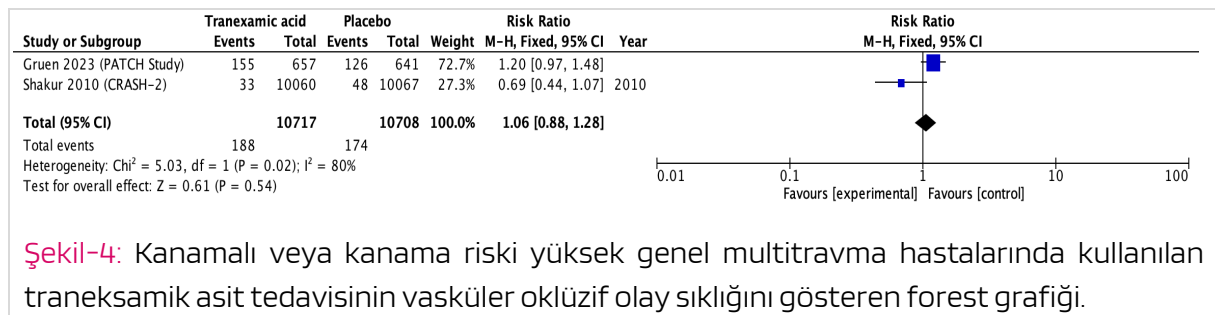 Tranexamic acid Placebo Risk Ratio Risk Ratio
Study or Subgroup Events Total Events Total Weight M-H, Fixed, 95% CI Year M-H, Fixed, 95% CI
Gruen 2023 (PATCH Study) 155 657 126 641 72.7% 1.20 [0.97, 1.48]
Shakur 2010 (CRASH-2) 33 10060 48 10067 27.3% 0.69 [0.44, 1.07] 2010
Total (95% CI) 10717 10708 100.0% 1.06 [0.88, 1.28]
Total events 188 174
Heterogeneity: Chi² = 5.03, df = 1 (P = 0.02); I² = 80%
Test for overall effect: Z = 0.61 (P = 0.54)
0.01 0.1 1 10 100
Favours [experimental] Favours [control]
Şekil-4: Kanamalı veya kanama riski yüksek genel multitravma hastalarında kullanılan
traneksamik asit tedavisinin vasküler oklüzif olay sıklığını gösteren forest grafiği.